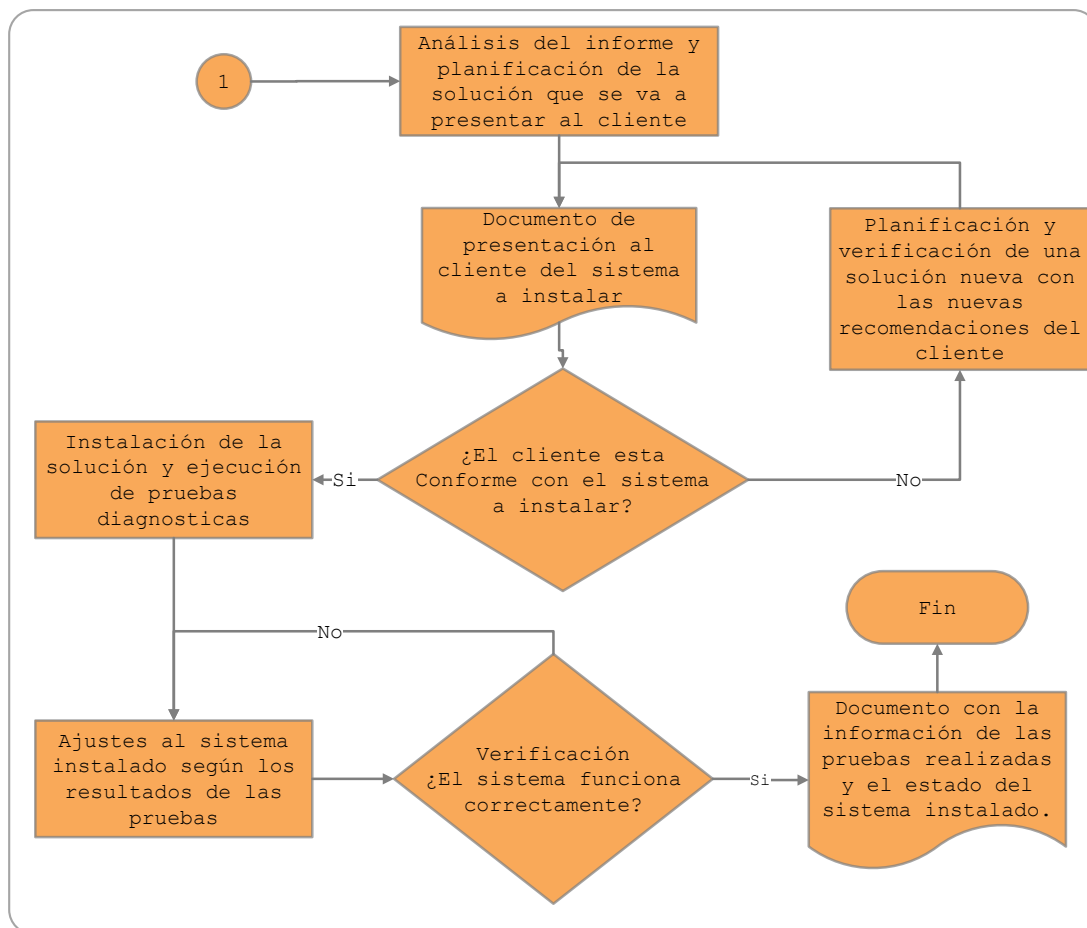 1
Análisis del informe y
planificación de la
solución que se va a
presentar al cliente
Documento de
presentación al
cliente del sistema
a instalar
Planificación y
verificación de una
solución nueva con
las nuevas
recomendaciones del
cliente
¿El cliente esta
Conforme con el sistema
a instalar?
Si
No
Instalación de la
solución y ejecución
de pruebas
diagnosticas
No
Ajustes al sistema
instalado según los
resultados de las
pruebas
Verificación
¿El sistema funciona
correctamente?
Si
Documento con la
información de las
pruebas realizadas
y el estado del
sistema instalado.
Fin